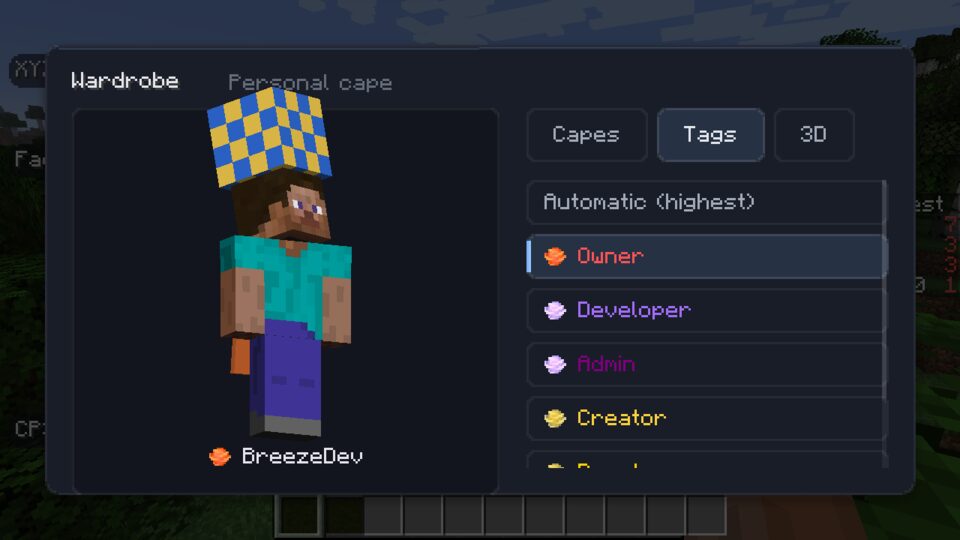 Wardrobe Personal cape
Capes Tags 3D
Automatic (highest)
Owner
Developer
Admin
Creator
BreezeDev